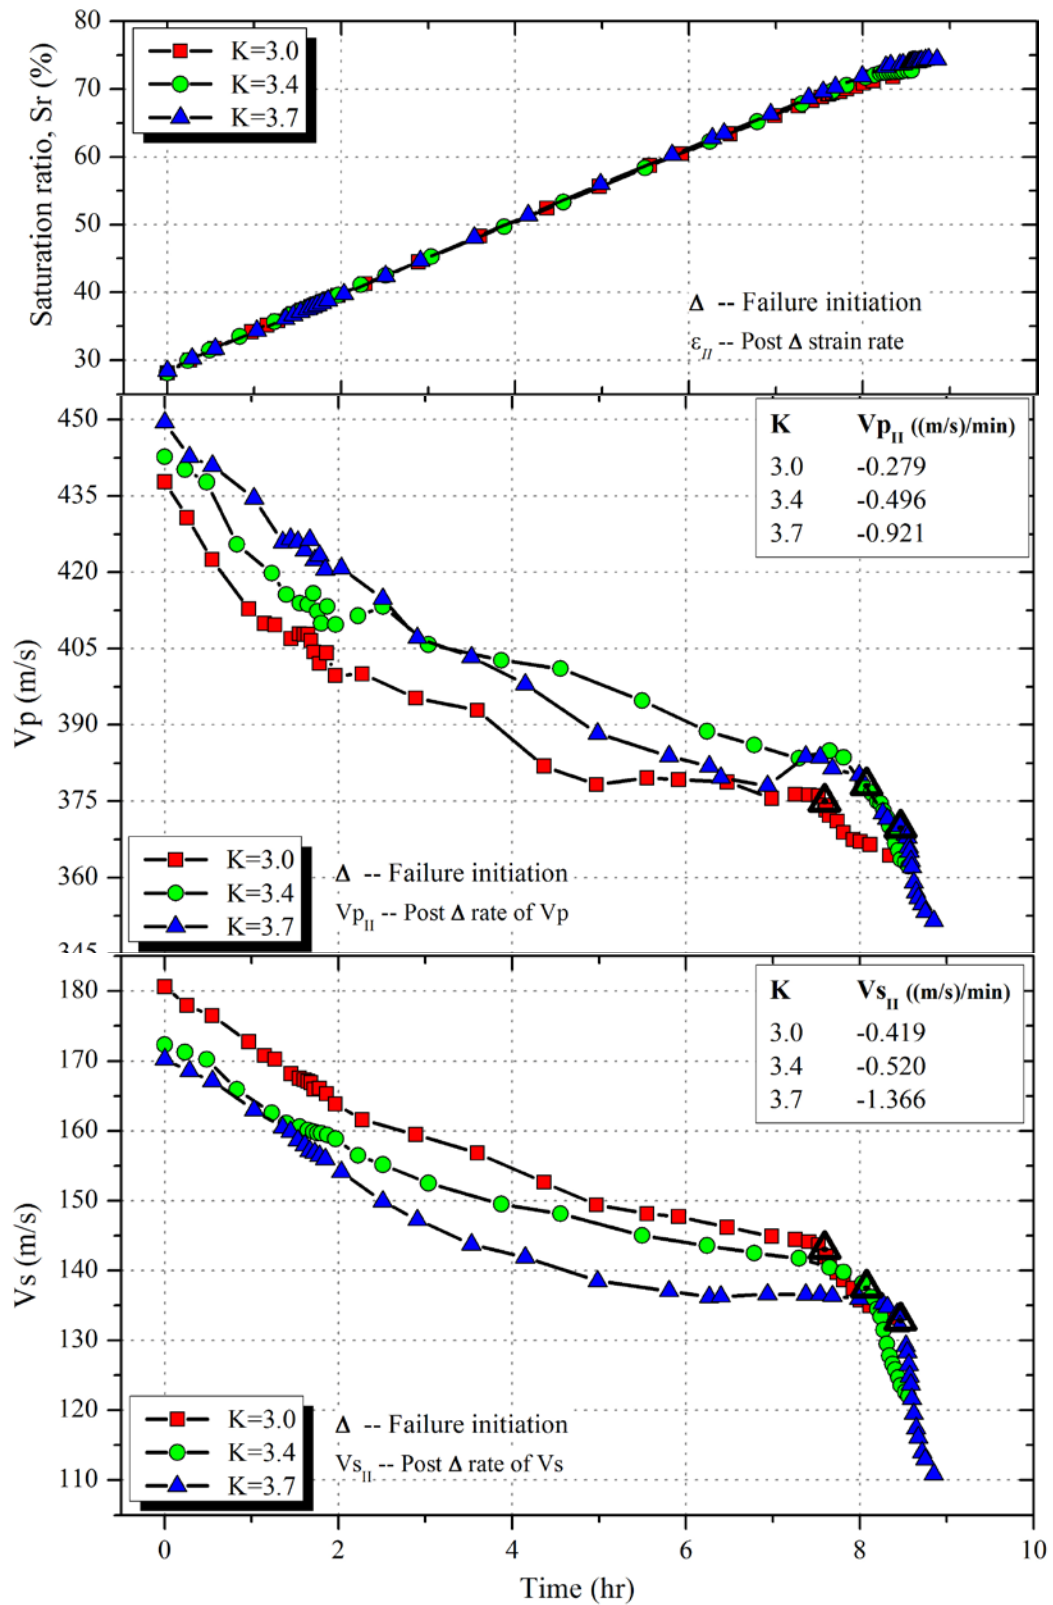 80
70
60
50
40
30
Saturation ratio, Sr (%)
K=3.0
K=3.4
K=3.7
Δ -- Failure initiation
ε_II -- Post Δ strain rate
450
435
420
405
390
375
360
345
Vp (m/s)
K Vp_II ((m/s)/min)
3.0 -0.279
3.4 -0.496
3.7 -0.921
K=3.0
K=3.4
K=3.7
Δ -- Failure initiation
Vp_II -- Post Δ rate of Vp
180
170
160
150
140
130
120
110
Vs (m/s)
K Vs_II ((m/s)/min)
3.0 -0.419
3.4 -0.520
3.7 -1.366
K=3.0
K=3.4
K=3.7
Δ -- Failure initiation
Vs_II -- Post Δ rate of Vs
0 2 4 6 8 10
Time (hr)